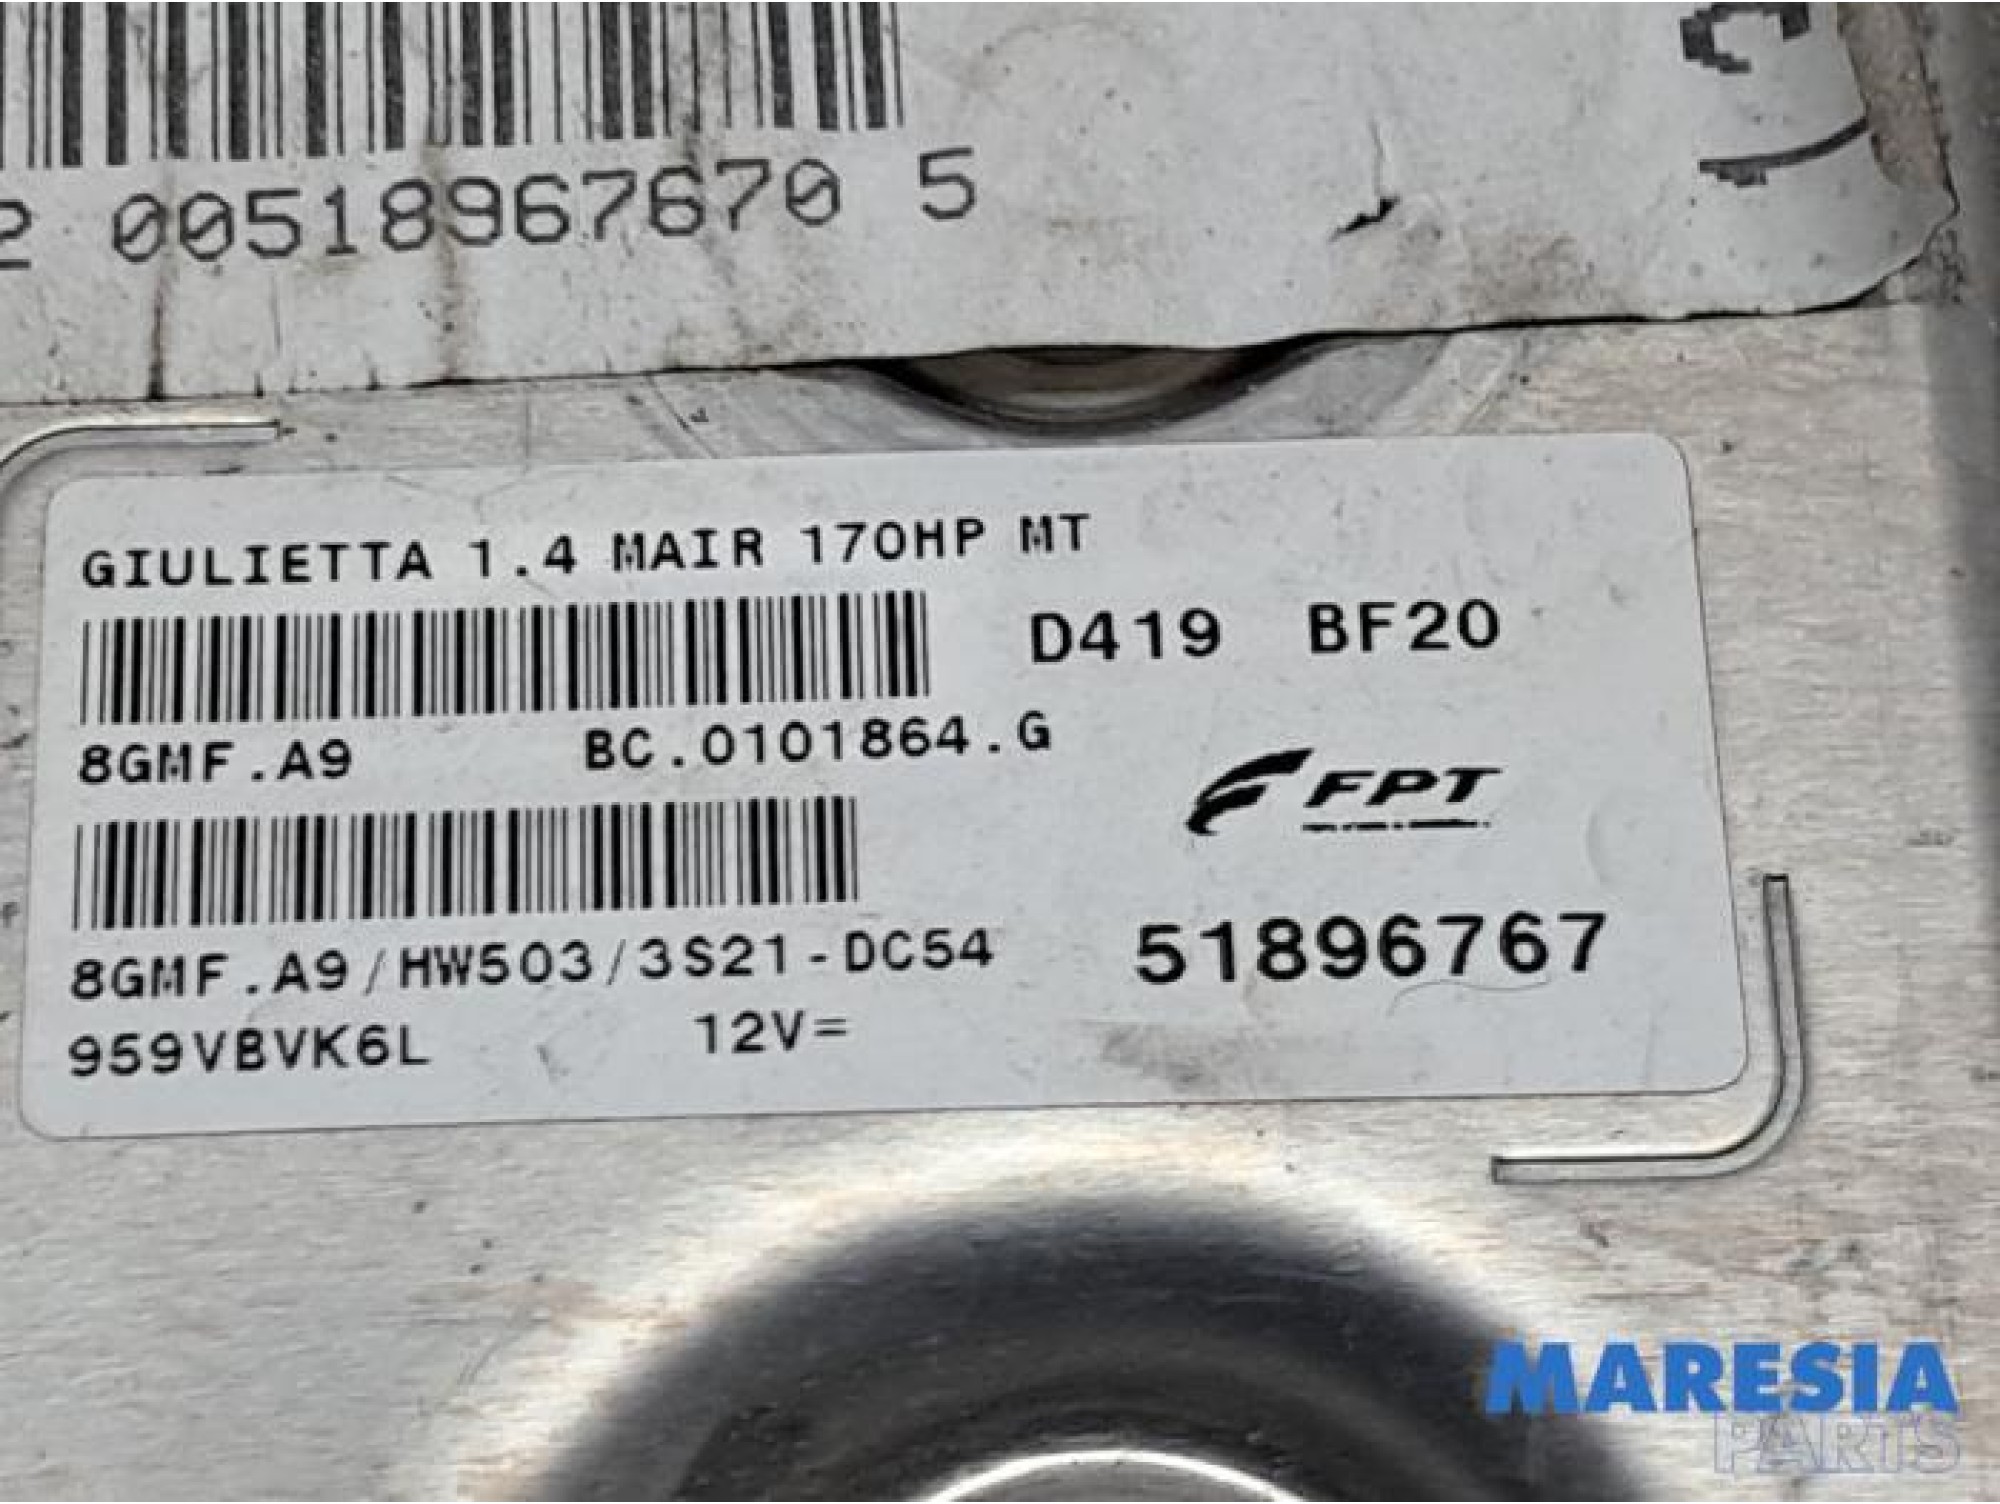 2 00518967670 5
GIULIETTA 1.4 MAIR 170HP MT
D419 BF20
8GMF.A9 BC.0101864.G
FPT
8GMF.A9/HW503/3S21-DC54
51896767
959VBVK6L 12V=
MARESIA
PARTS